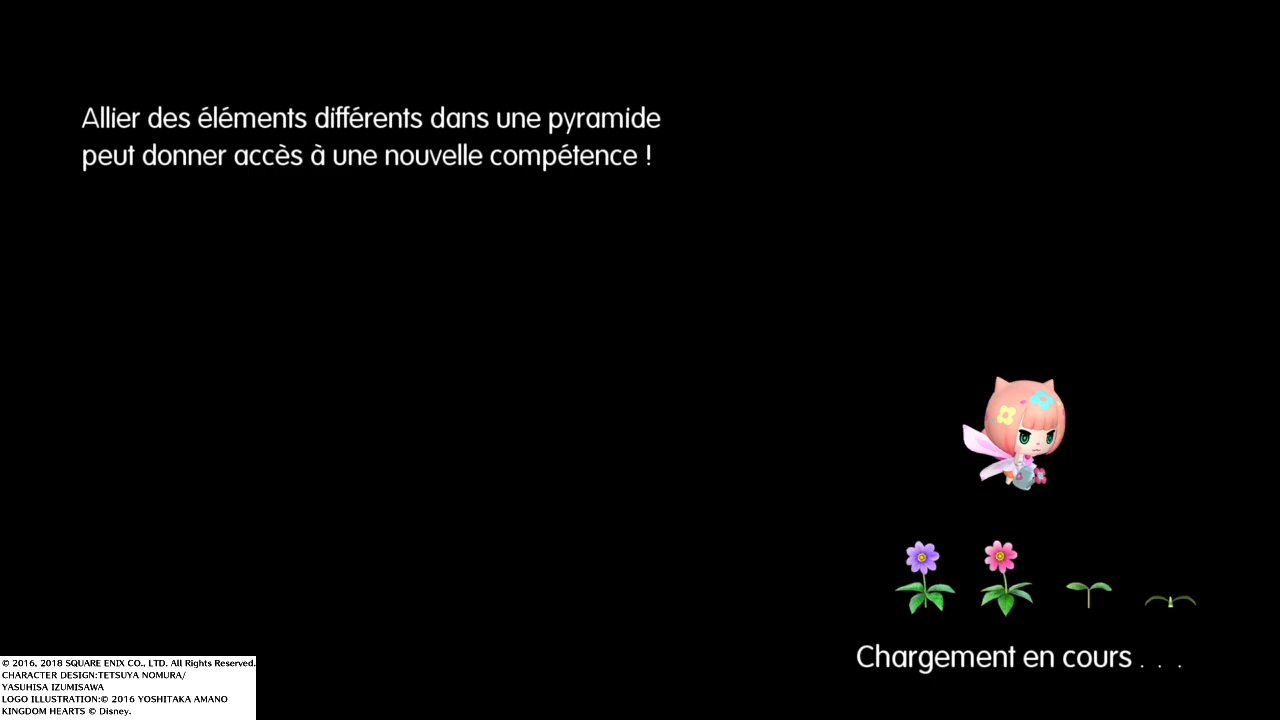 Allier des éléments différents dans une pyramide
peut donner accès à une nouvelle compétence !
Chargement en cours . . .
© 2016, 2018 SQUARE ENIX CO., LTD. All Rights Reserved.
CHARACTER DESIGN:TETSUYA NOMURA/
YASUHISA IZUMISAWA
LOGO ILLUSTRATION:© 2016 YOSHITAKA AMANO
KINGDOM HEARTS © Disney.